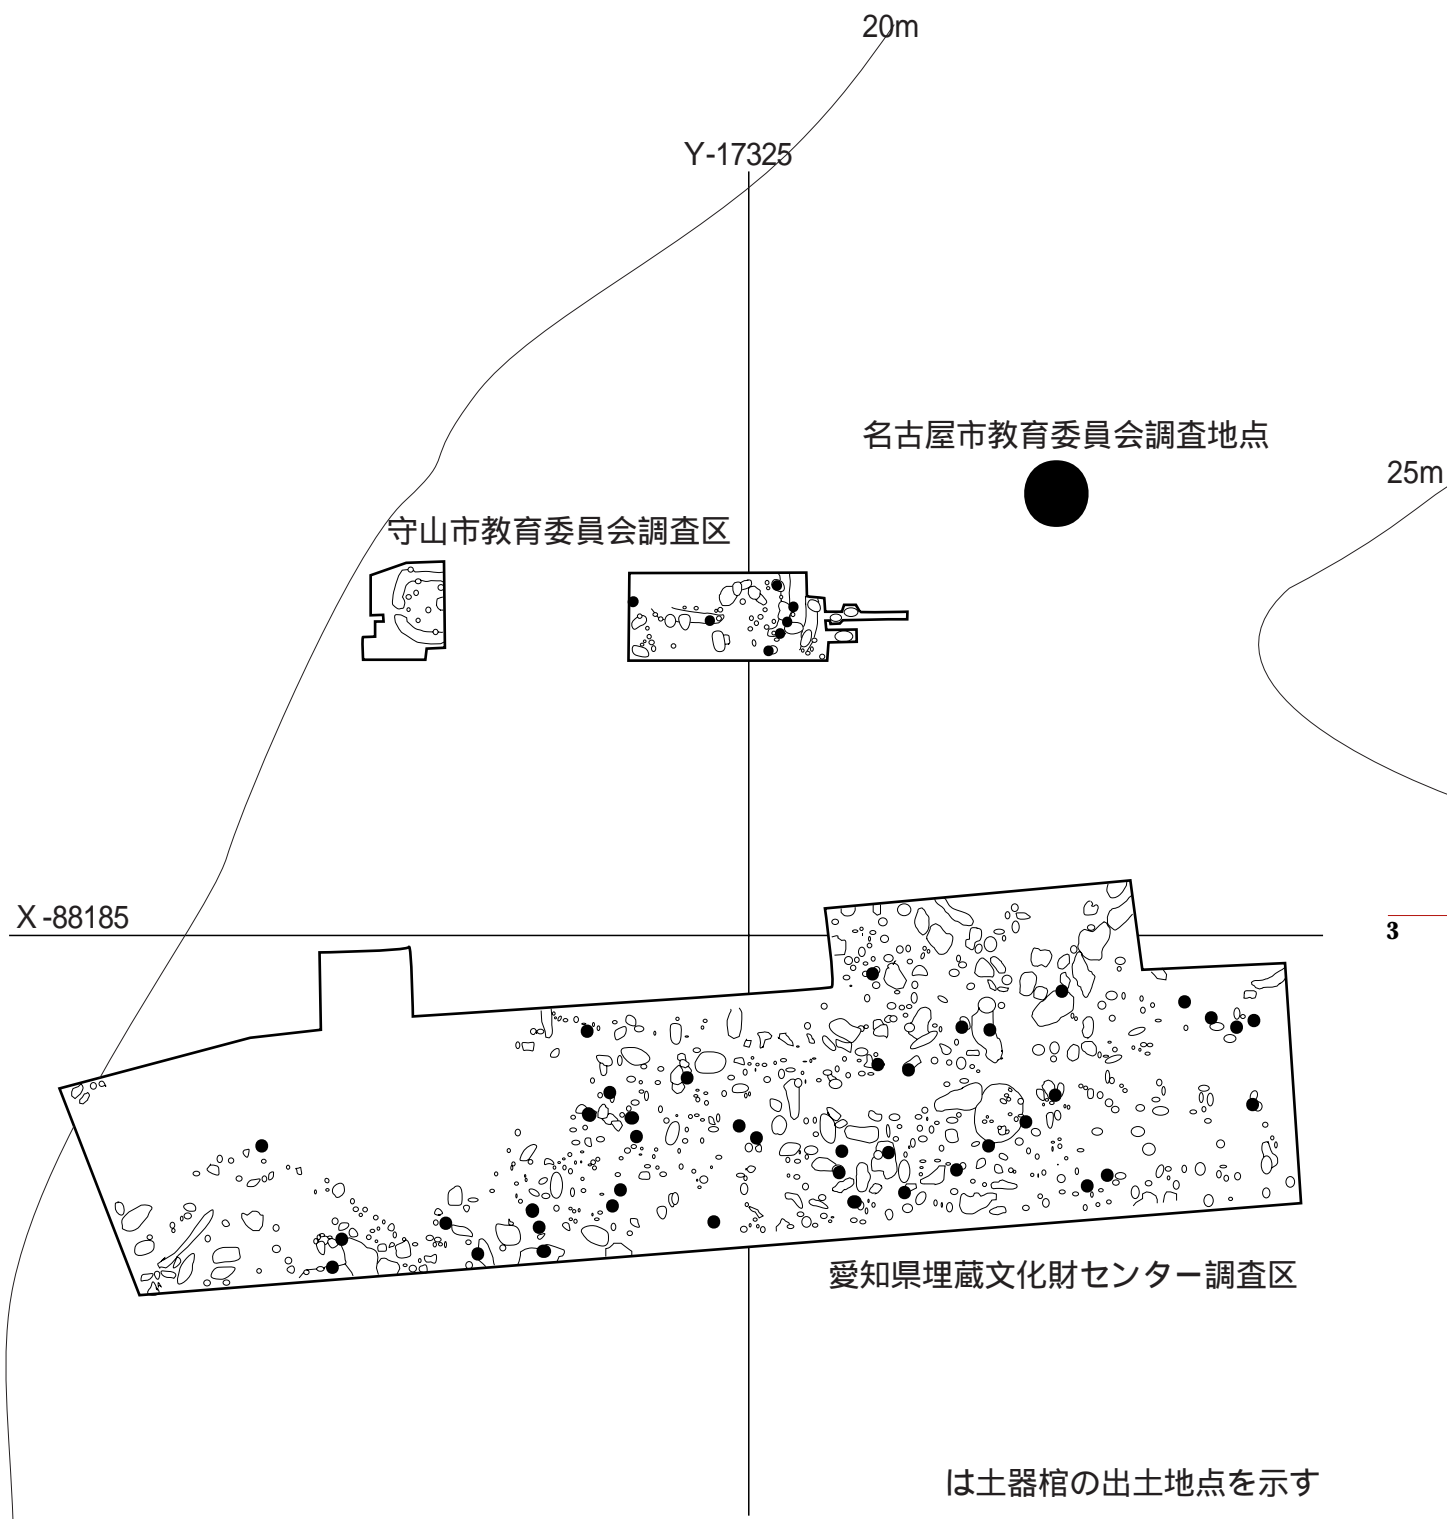 20m
Y-17325
名古屋市教育委員会調査地点
25m
守山市教育委員会調査区
X-88185
3
愛知県埋蔵文化財センター調査区
は土器棺の出土地点を示す